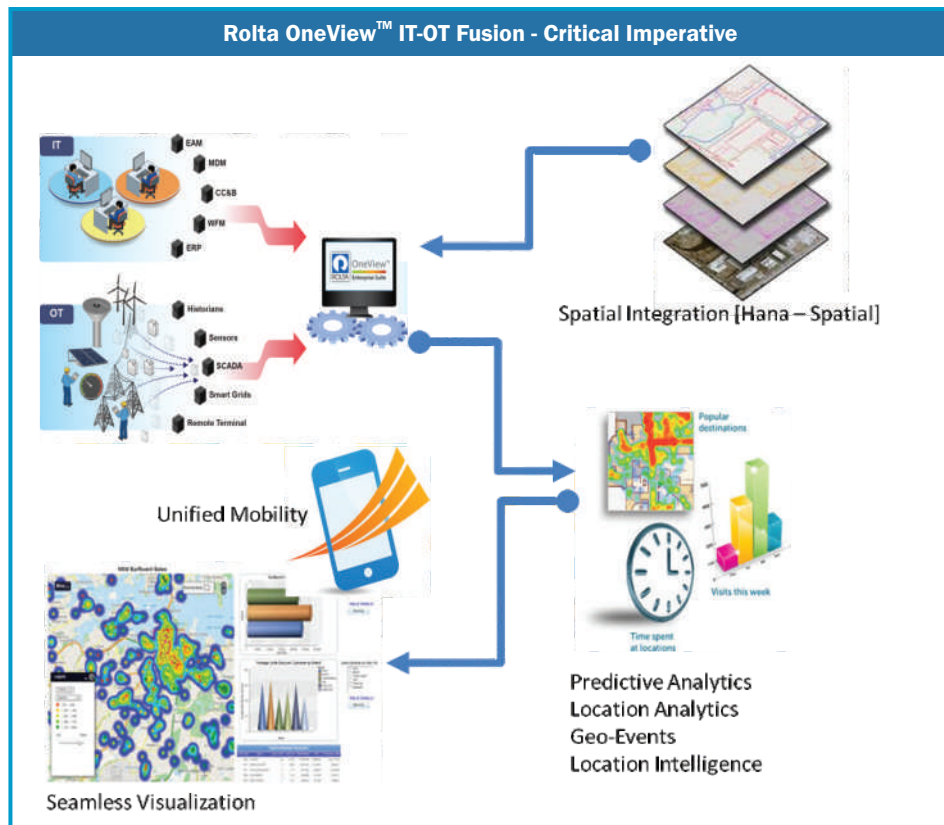 Rolta OneView™ IT-OT Fusion - Critical Imperative
IT
EAM
MDM
CC&B
WFM
ERP
OT
Historians
Sensors
SCADA
Smart Grids
Remote Terminal
ROLTA
OneView™
Enterprise Suite
Spatial Integration [Hana – Spatial]
Popular
destinations
Visits this week
Time spent
at locations
Predictive Analytics
Location Analytics
Geo-Events
Location Intelligence
Unified Mobility
Seamless Visualization